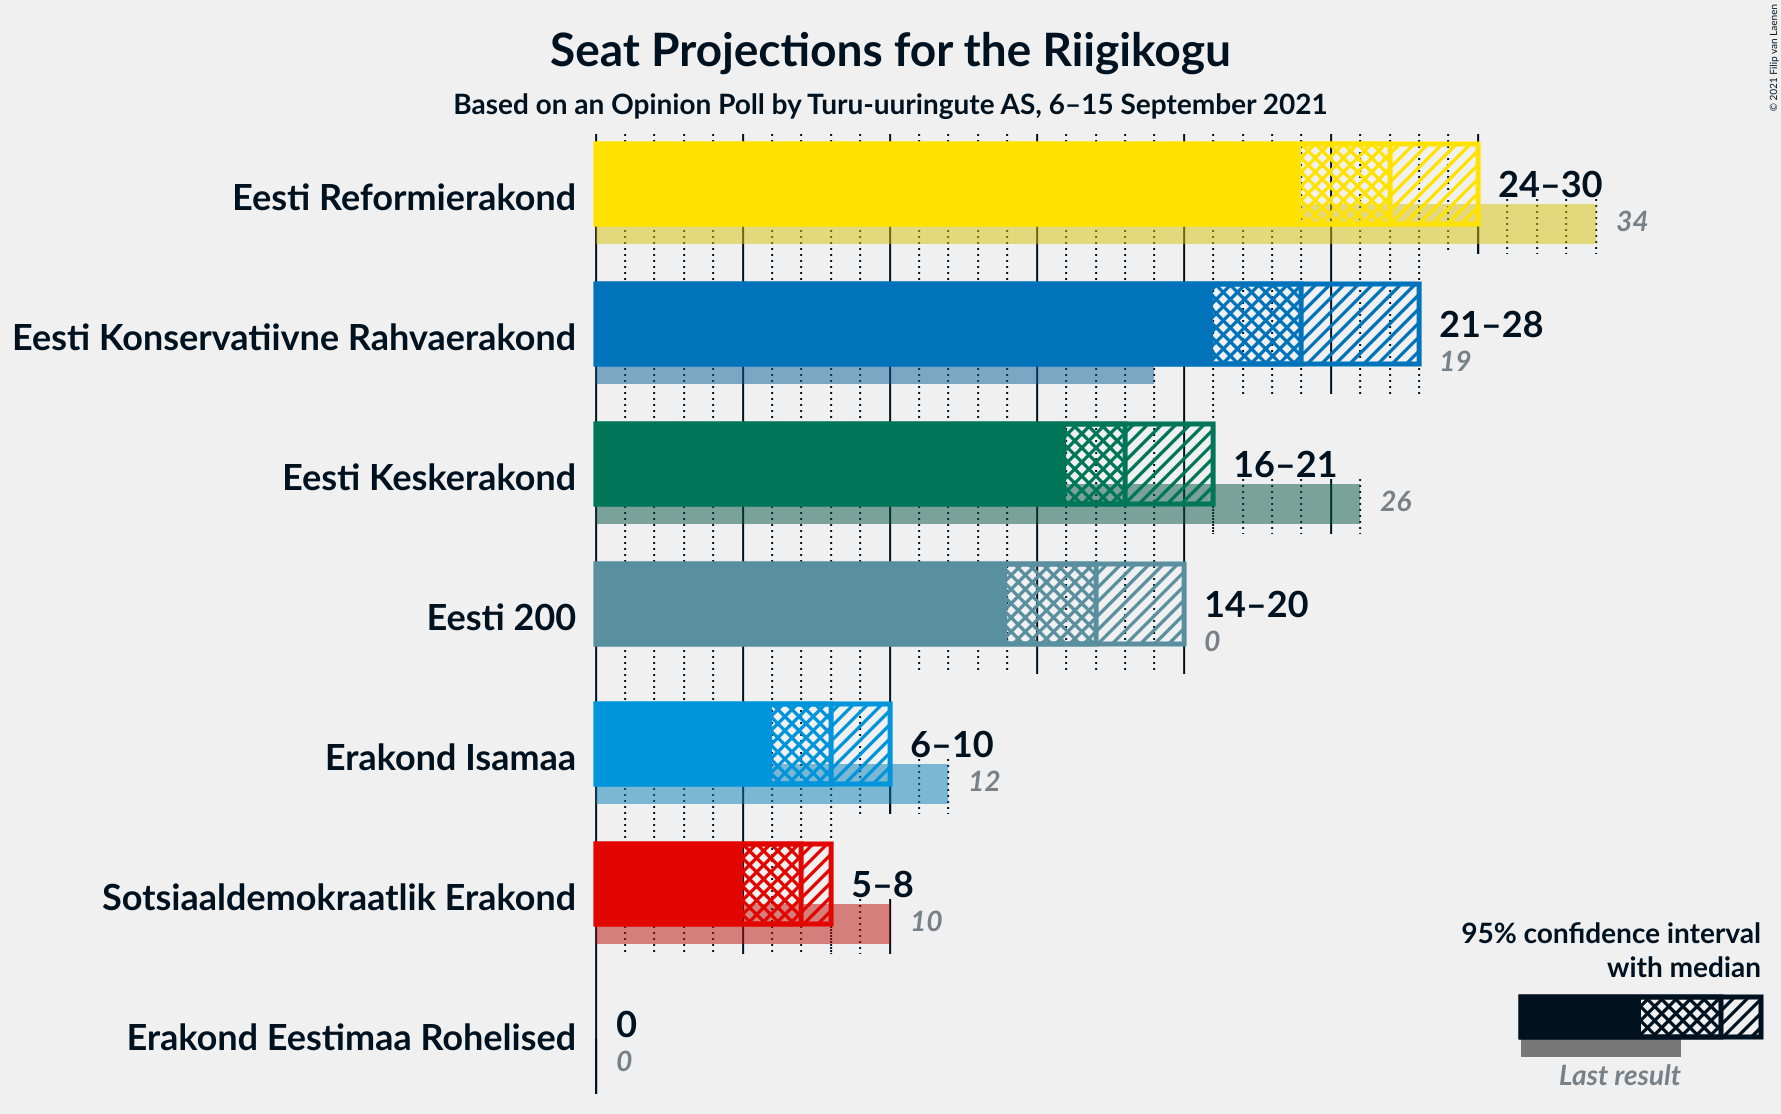 Seat Projections for the Riigikogu
Based on an Opinion Poll by Turu-uuringute AS, 6–15 September 2021
© 2021 Filip van Laenen
Eesti Reformierakond
24–30
34
Eesti Konservatiivne Rahvaerakond
21–28
19
Eesti Keskerakond
16–21
26
Eesti 200
14–20
0
Erakond Isamaa
6–10
12
Sotsiaaldemokraatlik Erakond
5–8
10
Erakond Eestimaa Rohelised
0
0
95% confidence interval
with median
Last result